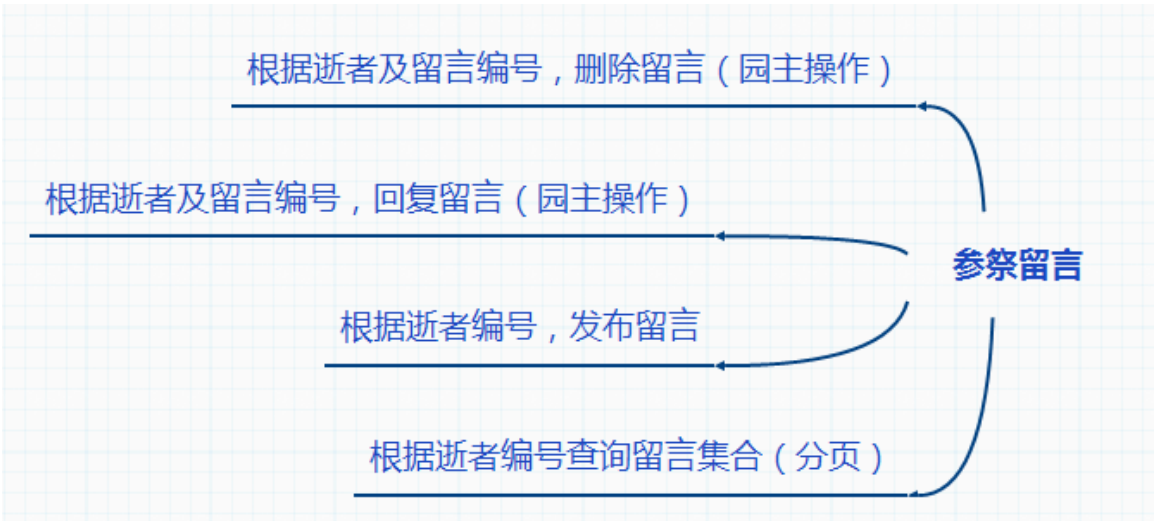 根据逝者及留言编号，删除留言（园主操作）
根据逝者及留言编号，回复留言（园主操作）
参祭留言
根据逝者编号，发布留言
根据逝者编号查询留言集合（分页）